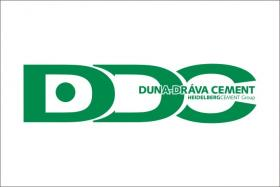 DDC
DUNA-DRÁVA CEMENT
HEIDELBERGCEMENT Group